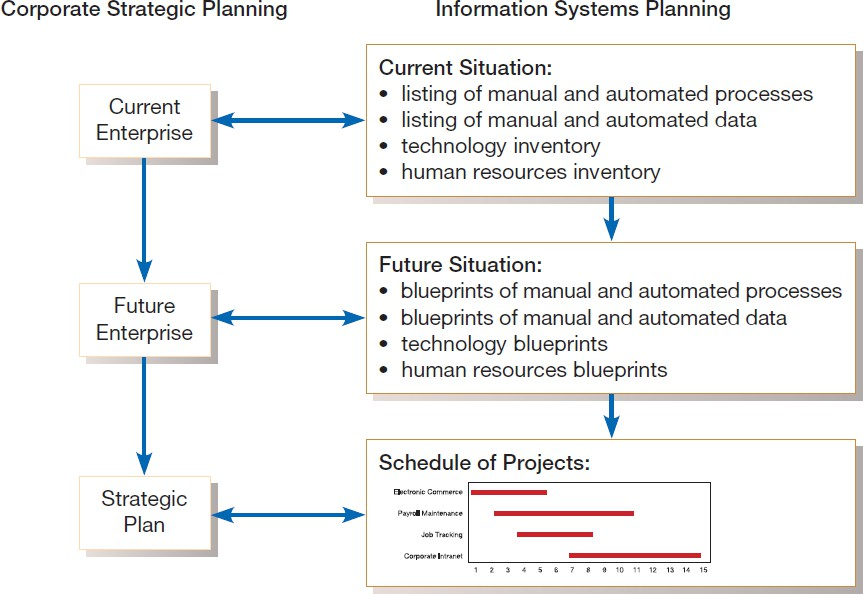 Corporate Strategic Planning
Information Systems Planning
Current
Enterprise
Current Situation:
• listing of manual and automated processes
• listing of manual and automated data
• technology inventory
• human resources inventory
Future
Enterprise
Future Situation:
• blueprints of manual and automated processes
• blueprints of manual and automated data
• technology blueprints
• human resources blueprints
Strategic
Plan
Schedule of Projects:
Electronic Commerce
Payroll Maintenance
Job Tracking
Corporate Intranet
1 2 3 4 5 6 7 8 9 10 11 12 13 14 15